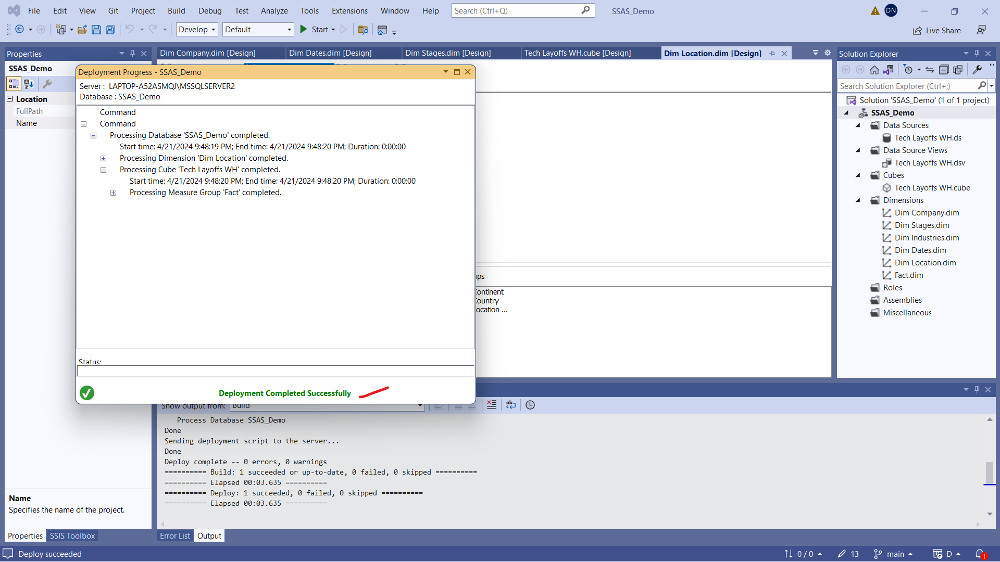 File Edit View Git Project Build Debug Test Analyze Tools Extensions Window Help Search (Ctrl+Q) SSAS_Demo DN
Develop Default Start Live Share
Properties
SSAS_Demo
Location
FullPath
Name
Dim Company.dim [Design] Dim Dates.dim [Design] Dim Stages.dim [Design] Tech Layoffs WH.cube [Design] Dim Location.dim [Design]
Deployment Progress - SSAS_Demo
Server : LAPTOP-A52ASMQJ\MSSQLSERVER2
Database : SSAS_Demo
Command
Command
Processing Database 'SSAS_Demo' completed.
Start time: 4/21/2024 9:48:19 PM; End time: 4/21/2024 9:48:20 PM; Duration: 0:00:00
Processing Dimension 'Dim Location' completed.
Processing Cube 'Tech Layoffs WH' completed.
Start time: 4/21/2024 9:48:20 PM; End time: 4/21/2024 9:48:20 PM; Duration: 0:00:00
Processing Measure Group 'Fact' completed.
Status:
Deployment Completed Successfully
ips
Continent
Country
ocation ...
Solution Explorer
Search Solution Explorer (Ctrl+;)
Solution 'SSAS_Demo' (1 of 1 project)
SSAS_Demo
Data Sources
Tech Layoffs WH.ds
Data Source Views
Tech Layoffs WH.dsv
Cubes
Tech Layoffs WH.cube
Dimensions
Dim Company.dim
Dim Stages.dim
Dim Industries.dim
Dim Dates.dim
Dim Location.dim
Fact.dim
Roles
Assemblies
Miscellaneous
Show output from: Build
Process Database SSAS_Demo
Done
Sending deployment script to the server...
Done
Deploy complete -- 0 errors, 0 warnings
========== Build: 1 succeeded or up-to-date, 0 failed, 0 skipped ==========
========== Elapsed 00:03.635 ==========
========== Deploy: 1 succeeded, 0 failed, 0 skipped ==========
========== Elapsed 00:03.635 ==========
Name
Specifies the name of the project.
Properties SSIS Toolbox
Error List Output
Deploy succeeded
0 / 0 13 main D 1